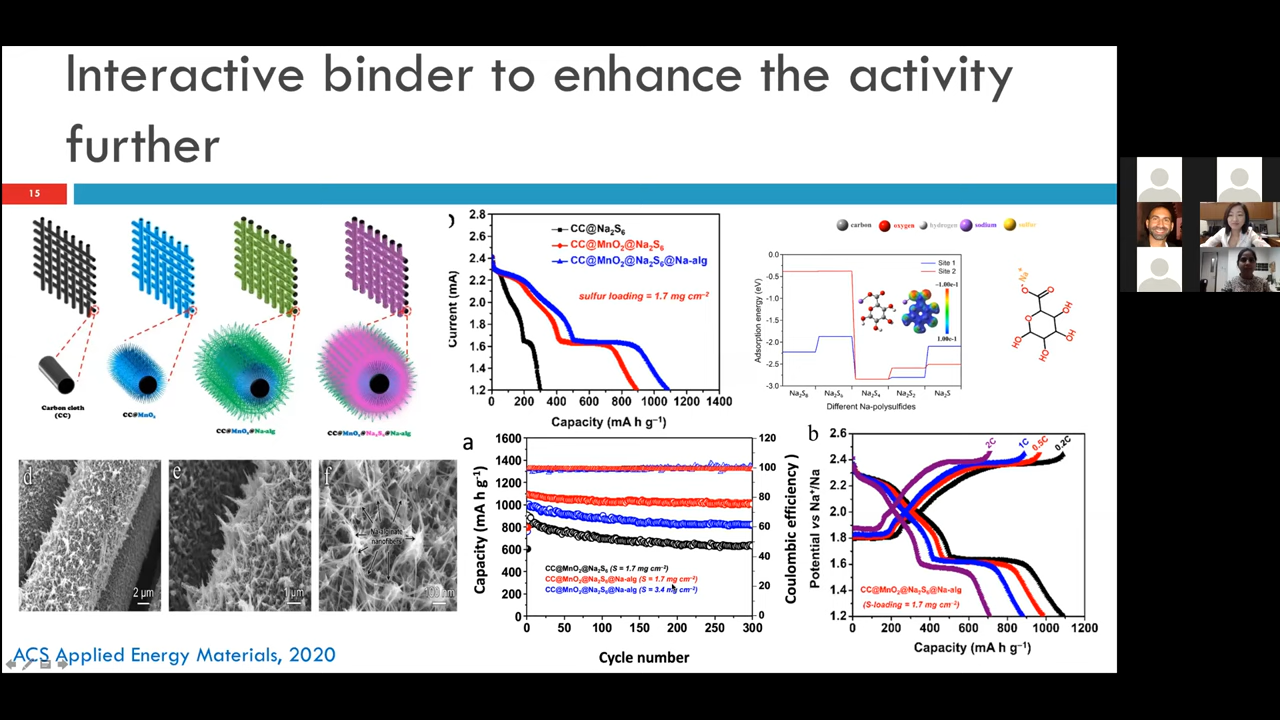 Interactive binder to enhance the activity
further
15
Carbon cloth
(CC)
CC@MnO₂
CC@MnO₂@Na-alg
CC@MnO₂@Na₂S₆@Na-alg
2.8
2.6
2.4
2.2
2.0
1.8
1.6
1.4
1.2
Current (mA)
CC@Na₂S₆
CC@MnO₂@Na₂S₆
CC@MnO₂@Na₂S₆@Na-alg
sulfur loading = 1.7 mg cm⁻²
0 200 400 600 800 1000 1200 1400
Capacity (mA h g⁻¹)
carbon oxygen hydrogen sodium sulfur
0.0
-0.5
-1.0
-1.5
-2.0
-2.5
-3.0
Adsorption energy (eV)
Site 1
Site 2
-1.00e-1
1.00e-1
Na₂S₈ Na₂S₆ Na₂S₄ Na₂S₂ Na₂S
Different Na-polysulfides
Na⁺
O
O
O
OH
OH
HO
HO
d
2 µm
e
1 µm
f
Na-alginate
nanofibers
a
1600
1400
1200
1000
800
600
400
200
0
Capacity (mA h g⁻¹)
120
100
80
60
40
20
0
Coulombic efficiency )
CC@MnO₂@Na₂S₆ (S = 1.7 mg cm⁻²)
CC@MnO₂@Na₂S₆@Na-alg (S = 1.7 mg cm⁻²)
CC@MnO₂@Na₂S₆@Na-alg (S = 3.4 mg cm⁻²)
0 50 100 150 200 250 300
Cycle number
b
2.6
2.4
2.2
2.0
1.8
1.6
1.4
1.2
Potential vs Na⁺/Na
2C 1C 0.5C 0.2C
CC@MnO₂@Na₂S₆@Na-alg
(S-loading = 1.7 mg cm⁻²)
0 200 400 600 800 1000 1200
Capacity (mA h g⁻¹)
ACS Applied Energy Materials, 2020